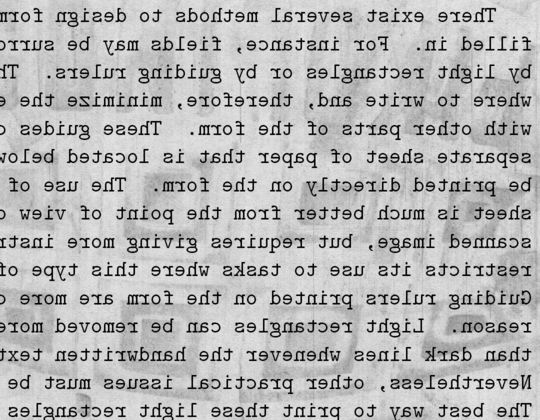 There exist several methods to design form
filled in. For instance, fields may be surro
by light rectangles or by guiding rulers. Th
where to write and, therefore, minimize the
with other parts of the form. These guides
separate sheet of paper that is located below
be printed directly on the form. The use of
sheet is much better from the point of view
scanned image, but requires giving more instr
restricts its use to tasks where this type of
Guiding rulers printed on the form are more
reason. Light rectangles can be removed more
than dark lines whenever the handwritten text
Nevertheless, other practical issues must be
The best way to print these light rectangles